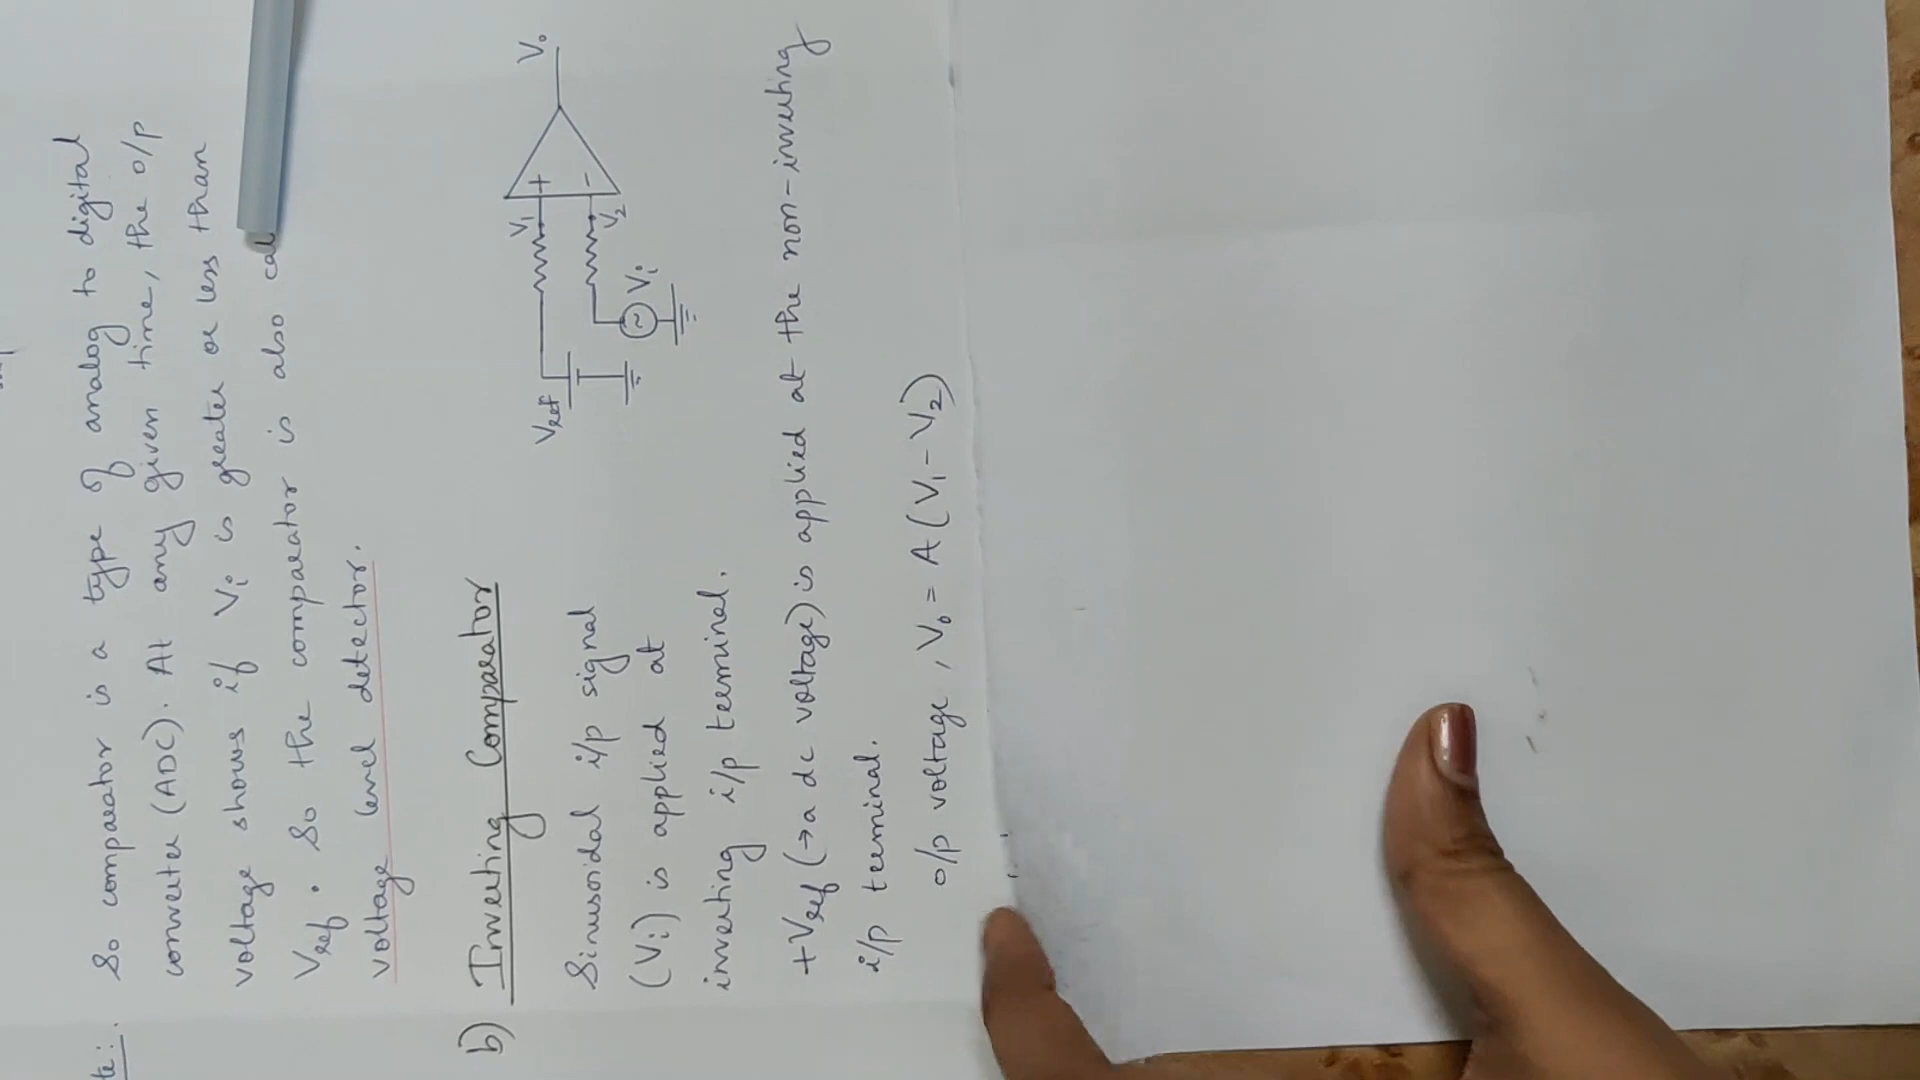 te: So comparator is a type of analog to digital
converter (ADC). At any given time, the o/p
voltage shows if Vi is greater or less than
Vref. So the comparator is also
voltage level detector.
b) Inverting Comparator
Sinusoidal i/p signal
(Vi) is applied at
inverting i/p terminal.
Vref
V1
+
V2
-
Vi
~
Vo
+Vref (→a dc voltage) is applied at the non-inverting
i/p terminal.
o/p voltage, Vo = A (V1 - V2)